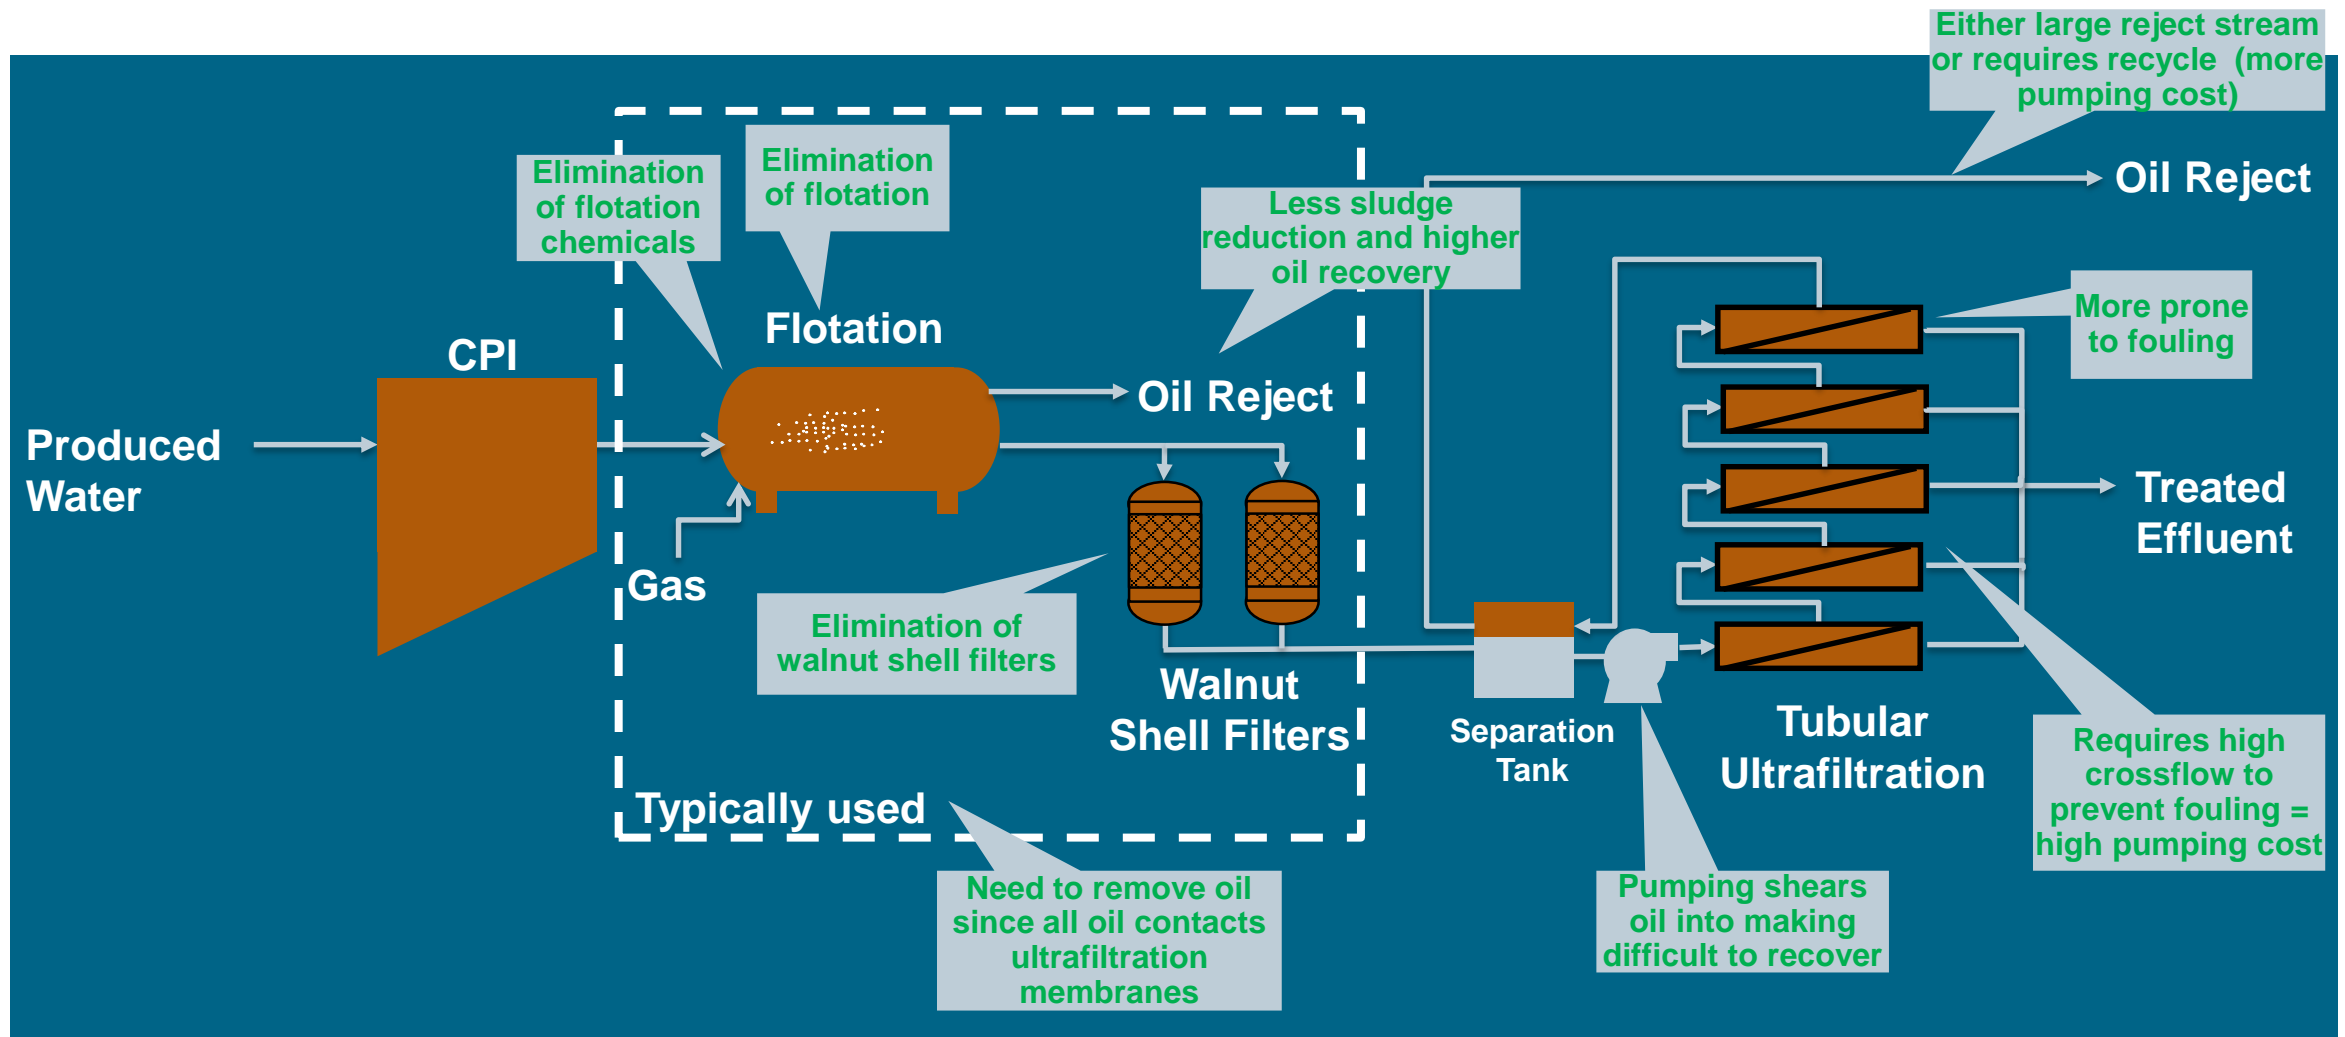 Either large reject stream
or requires recycle  (more
pumping cost)
Oil Reject
Elimination
of flotation
chemicals
Elimination
of flotation
Less sludge
reduction and higher
oil recovery
More prone
to fouling
CPI
Flotation
Oil Reject
Produced
Water
Gas
Treated
Effluent
Elimination of
walnut shell filters
Walnut
Shell Filters
Separation
Tank
Tubular
Ultrafiltration
Typically used
Requires high
crossflow to
prevent fouling =
high pumping cost
Need to remove oil
since all oil contacts
ultrafiltration
membranes
Pumping shears
oil into making
difficult to recover